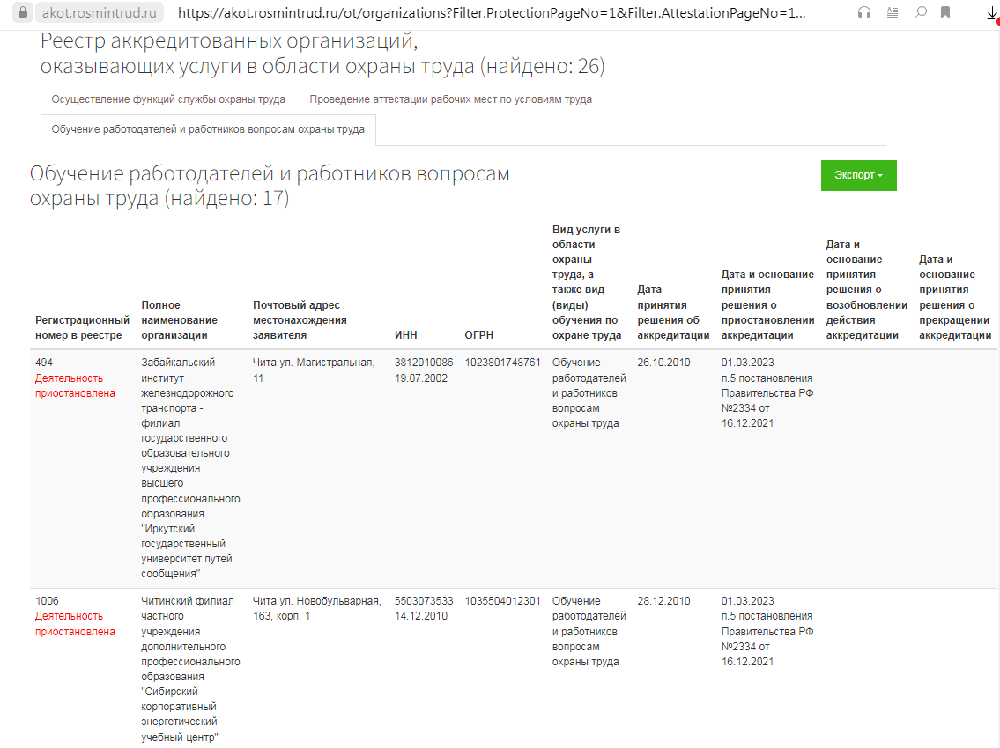 akot.rosmintrud.ru https://akot.rosmintrud.ru/ot/organizations?Filter.ProtectionPageNo=1&Filter.AttestationPageNo=1...
Реестр аккредитованных организаций,
оказывающих услуги в области охраны труда (найдено: 26)
Осуществление функций службы охраны труда Проведение аттестации рабочих мест по условиям труда
Обучение работодателей и работников вопросам охраны труда
Обучение работодателей и работников вопросам
охраны труда (найдено: 17)
Экспорт
Регистрационный
номер в реестре
Полное
наименование
организации
Почтовый адрес
местонахождения
заявителя
ИНН
ОГРН
Вид услуги в
области
охраны
труда, а
также вид
(виды)
обучения по
охране труда
Дата
принятия
решения об
аккредитации
Дата и основание
принятия
решения о
приостановлении
аккредитации
Дата и
основание
принятия
решения о
возобновлении
действия
аккредитации
Дата и
основание
принятия
решения о
прекращении
аккредитации
494
Деятельность
приостановлена
Забайкальский
институт
железнодорожного
транспорта -
филиал
государственного
образовательного
учреждения
высшего
профессионального
образования
"Иркутский
государственный
университет путей
сообщения"
Чита ул. Магистральная,
11
3812010086
19.07.2002
1023801748761
Обучение
работодателей
и работников
вопросам
охраны труда
26.10.2010
01.03.2023
п.5 постановления
Правительства РФ
№2334 от
16.12.2021
1006
Деятельность
приостановлена
Читинский филиал
частного
учреждения
дополнительного
профессионального
образования
"Сибирский
корпоративный
энергетический
учебный центр"
Чита ул. Новобульварная,
163, корп. 1
5503073533
14.12.2010
1035504012301
Обучение
работодателей
и работников
вопросам
охраны труда
28.12.2010
01.03.2023
п.5 постановления
Правительства РФ
№2334 от
16.12.2021